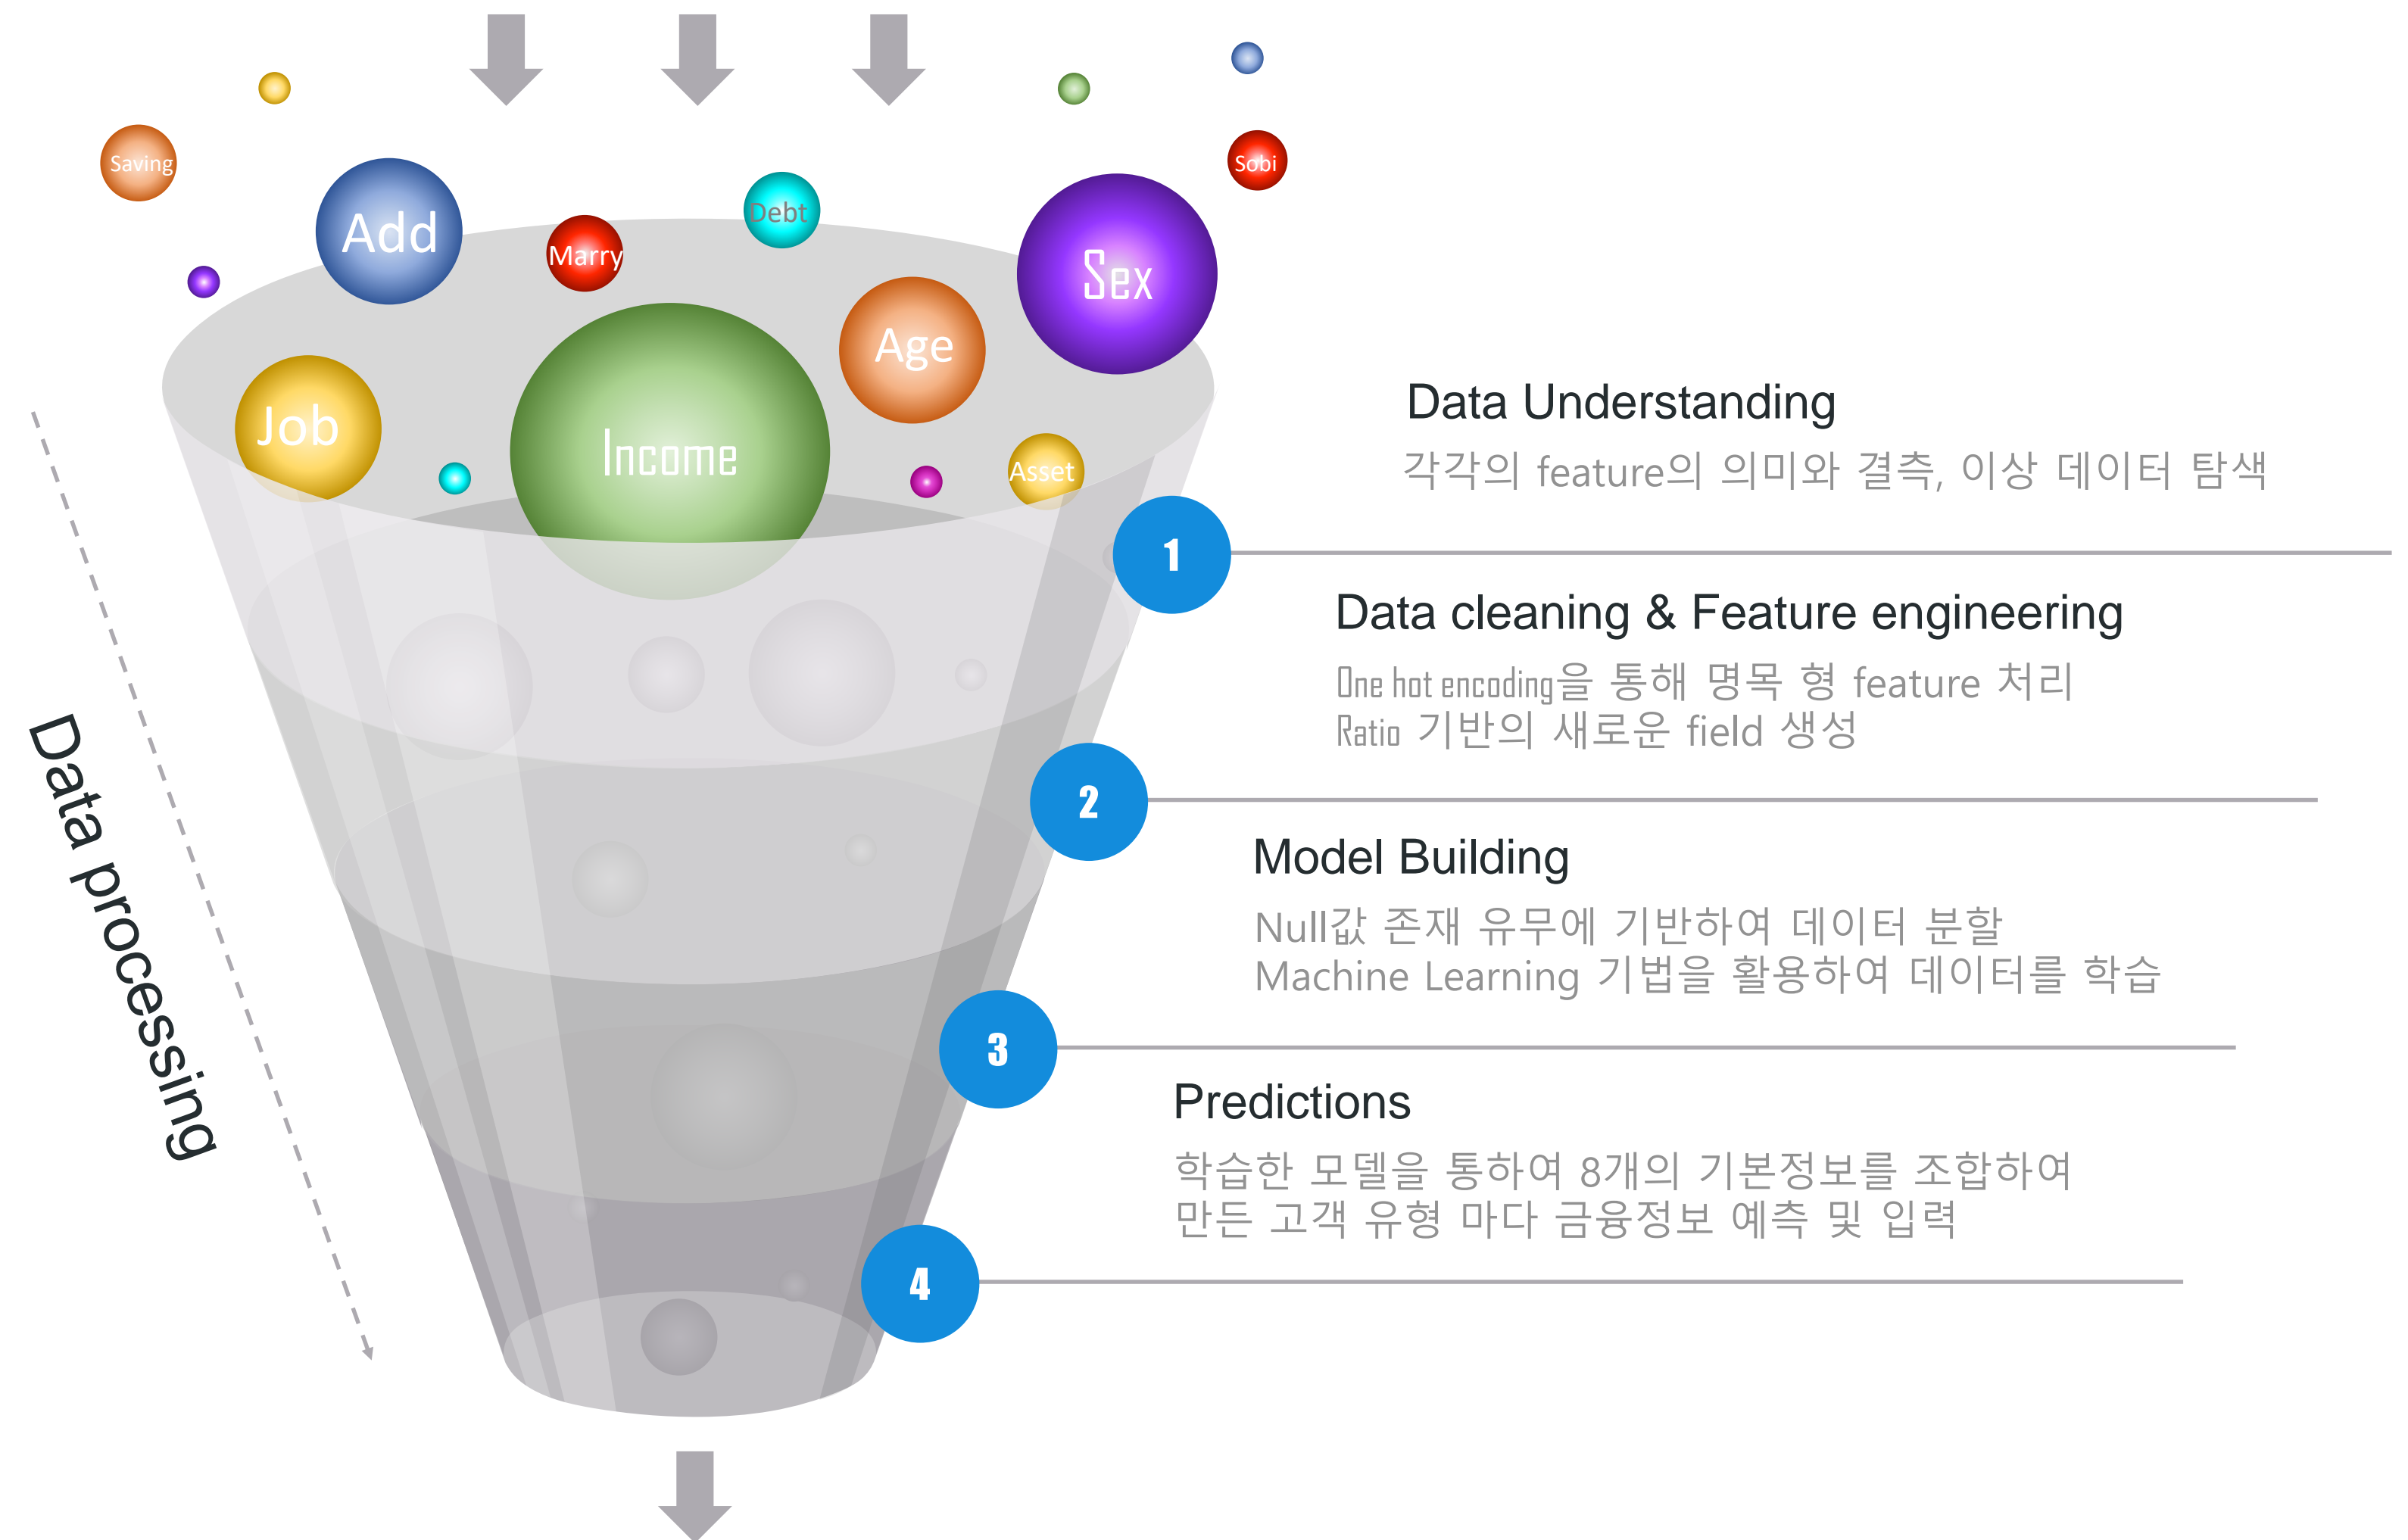 Saving
Add
Marry
Debt
Sex
Sobi
Job
Income
Age
Asset
Data processing
Data Understanding
각각의 feature의 의미와 결측, 이상 데이터 탐색
1
Data cleaning & Feature engineering
One hot encoding을 통해 명목 형 feature 처리
Ratio 기반의 새로운 field 생성
2
Model Building
Null값 존재 유무에 기반하여 데이터 분할
Machine Learning 기법을 활용하여 데이터를 학습
3
Predictions
학습한 모델을 통하여 8개의 기본정보를 조합하여
만든 고객 유형 마다 금융정보 예측 및 입력
4